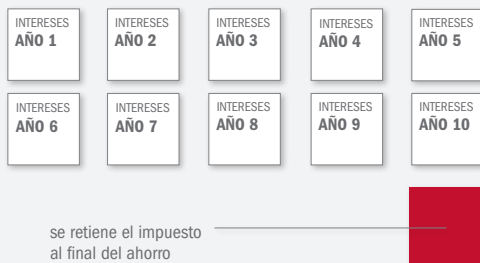 INTERESES
AÑO 1
INTERESES
AÑO 2
INTERESES
AÑO 3
INTERESES
AÑO 4
INTERESES
AÑO 5
INTERESES
AÑO 6
INTERESES
AÑO 7
INTERESES
AÑO 8
INTERESES
AÑO 9
INTERESES
AÑO 10
se retiene el impuesto
al final del ahorro